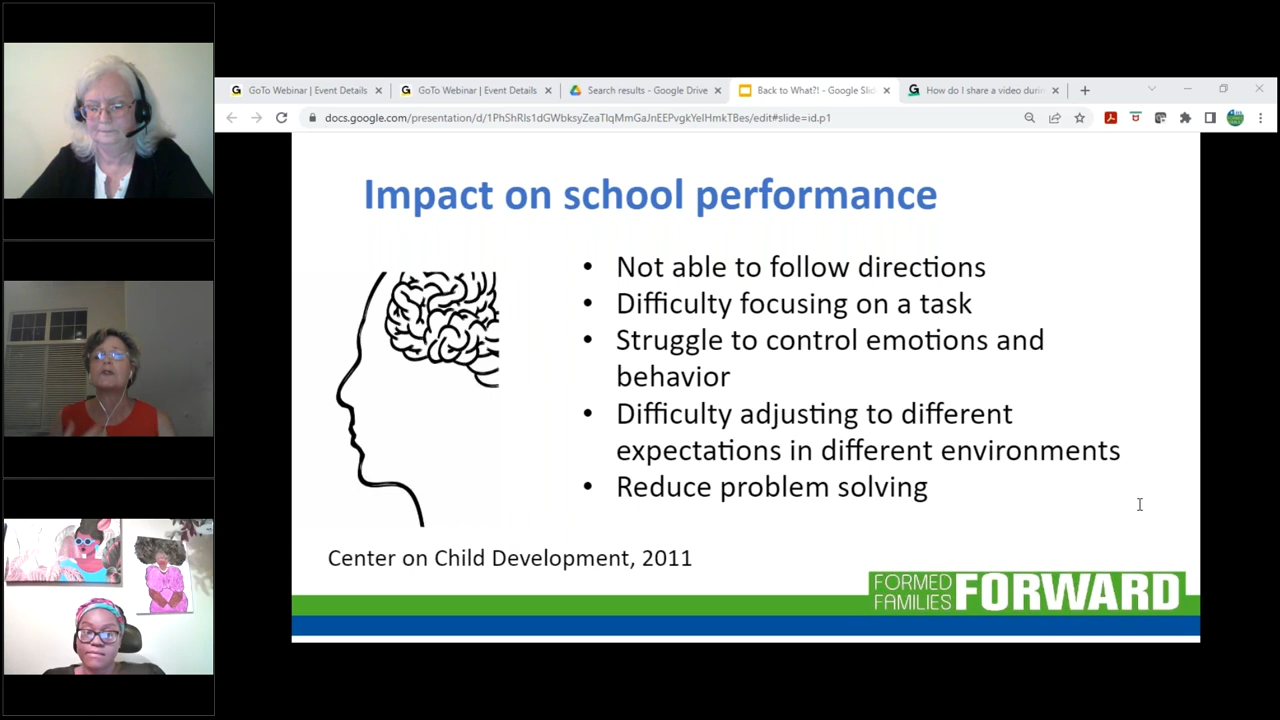 GoTo Webinar | Event Details
GoTo Webinar | Event Details
Search results - Google Drive
Back to What?! - Google Slid
How do I share a video durin
docs.google.com/presentation/d/1PhShRls1dGWbksyZeaTlqMmGaJnEEPvgkYelHmkTBes/edit#slide=id.p1
Impact on school performance
• Not able to follow directions
• Difficulty focusing on a task
• Struggle to control emotions and
behavior
• Difficulty adjusting to different
expectations in different environments
• Reduce problem solving
Center on Child Development, 2011
FORMED
FAMILIES
FORWARD